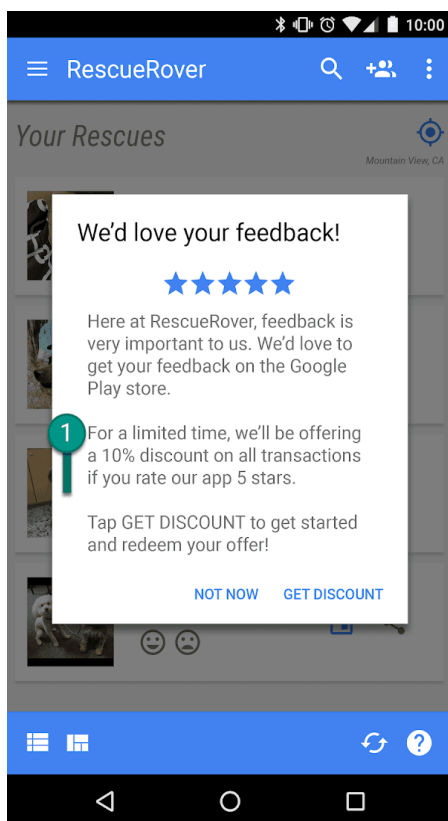 10:00
RescueRover
Your Rescues
Mountain View, CA
We'd love your feedback!
Here at RescueRover, feedback is
very important to us. We'd love to
get your feedback on the Google
Play store.
1
For a limited time, we'll be offering
a 10% discount on all transactions
if you rate our app 5 stars.
Tap GET DISCOUNT to get started
and redeem your offer!
NOT NOW GET DISCOUNT
?